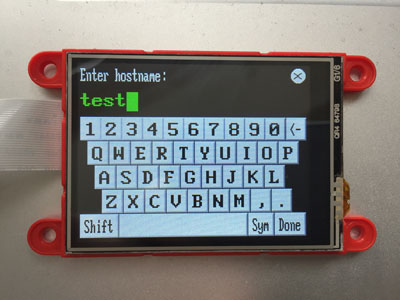 Enter hostname:
test
1 2 3 4 5 6 7 8 9 0 <-
Q W E R T Y U I O P
A S D F G H J K L
Z X C V B N M , .
Shift Sym Done